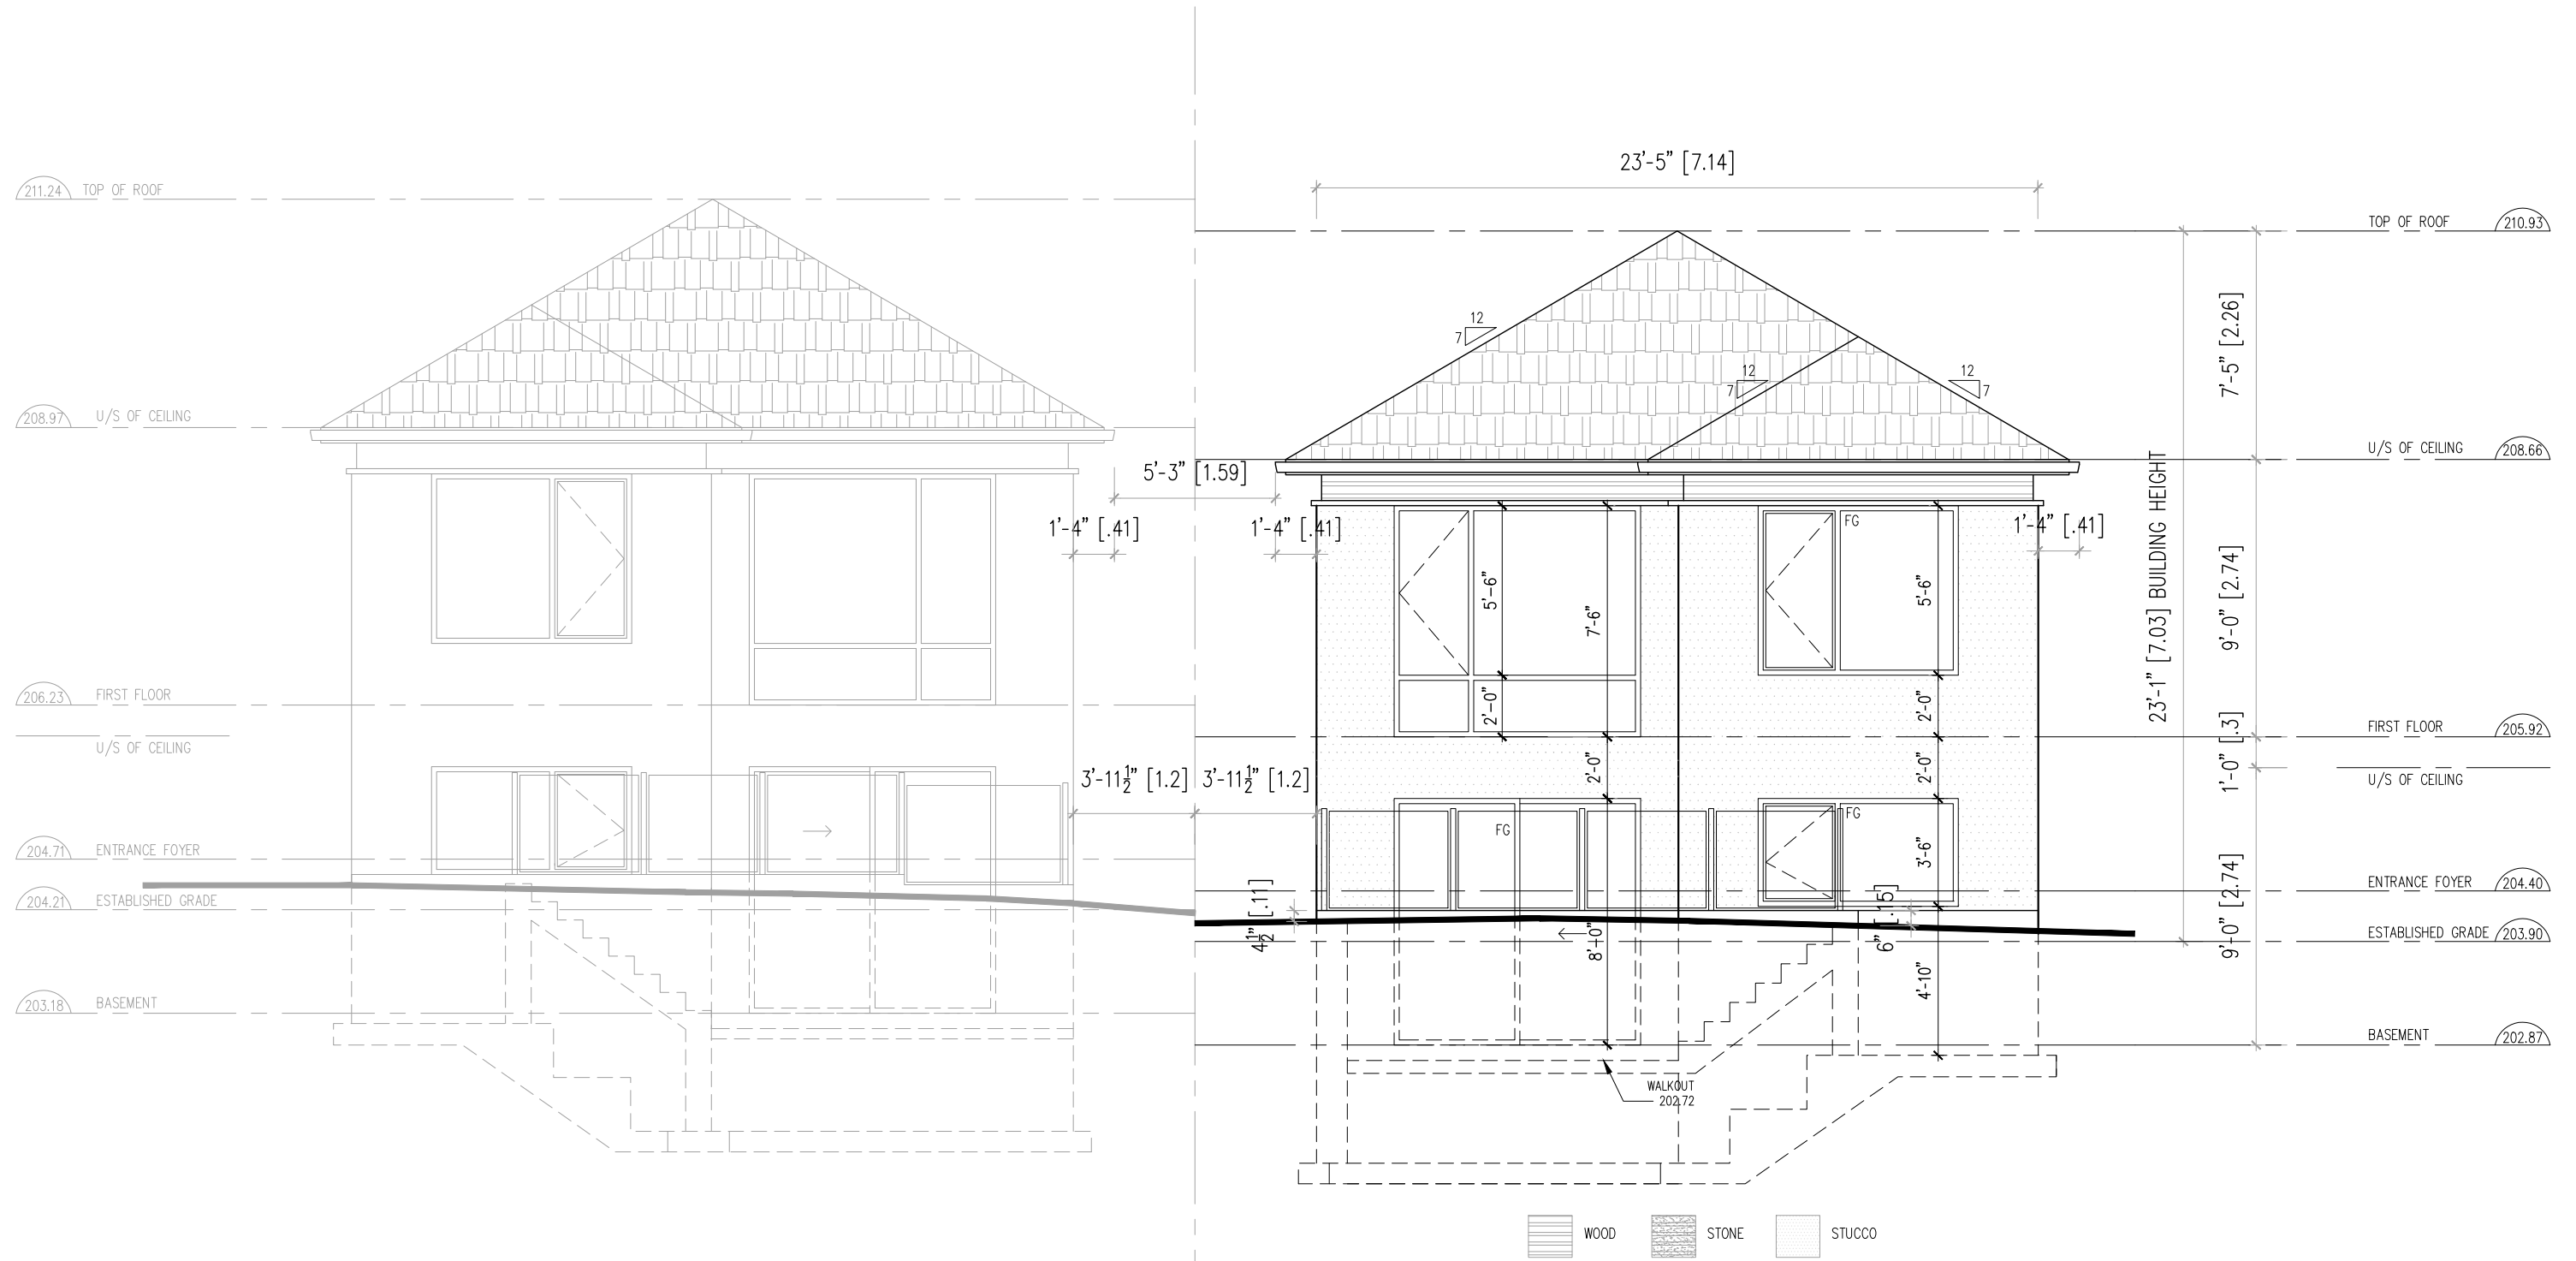 23'-5" [7.14]
211.24 TOP OF ROOF
TOP OF ROOF 210.93
12
7
7'-5" [2.26]
12
7
12
7
208.97 U/S OF CEILING
U/S OF CEILING 208.66
5'-3" [1.59]
1'-4" [.41]
1'-4" [.41]
FG
1'-4" [.41]
23'-1" [7.03] BUILDING HEIGHT
9'-0" [2.74]
5'-6"
7'-6"
5'-6"
206.23 FIRST FLOOR
2'-0"
2'-0"
FIRST FLOOR 205.92
U/S OF CEILING
1'-0" [.3]
3'-11½" [1.2] 3'-11½" [1.2]
2'-0"
2'-0"
U/S OF CEILING
FG
FG
204.71 ENTRANCE FOYER
3'-6"
ENTRANCE FOYER 204.40
9'-0" [2.74]
204.21 ESTABLISHED GRADE
4½" [.11]
8'-0"
6" [.15]
ESTABLISHED GRADE 203.90
4'-10"
203.18 BASEMENT
BASEMENT 202.87
WALKOUT
202.72
WOOD STONE STUCCO